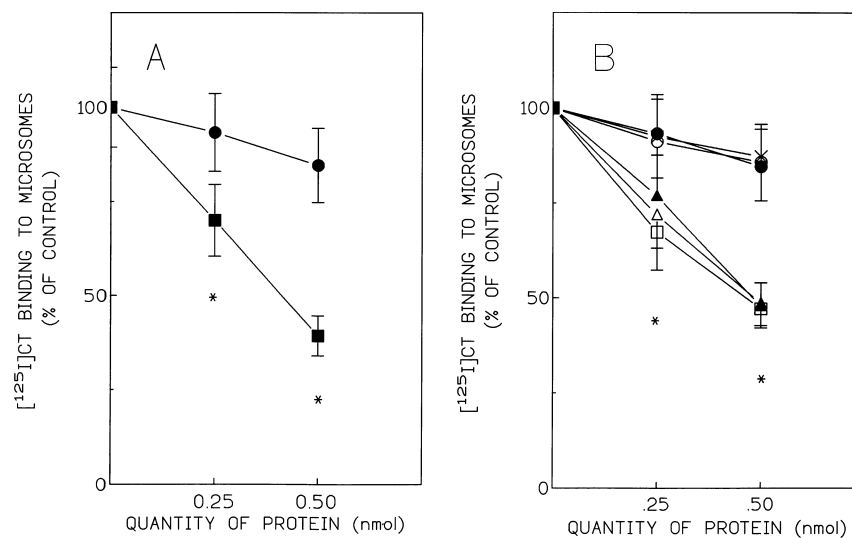 A
[125I]CT BINDING TO MICROSOMES
(% OF CONTROL)
100
50
0
0.25
0.50
QUANTITY OF PROTEIN (nmol)
*
*
B
[125I]CT BINDING TO MICROSOMES
(% OF CONTROL)
100
50
0
.25
.50
QUANTITY OF PROTEIN (nmol)
*
*